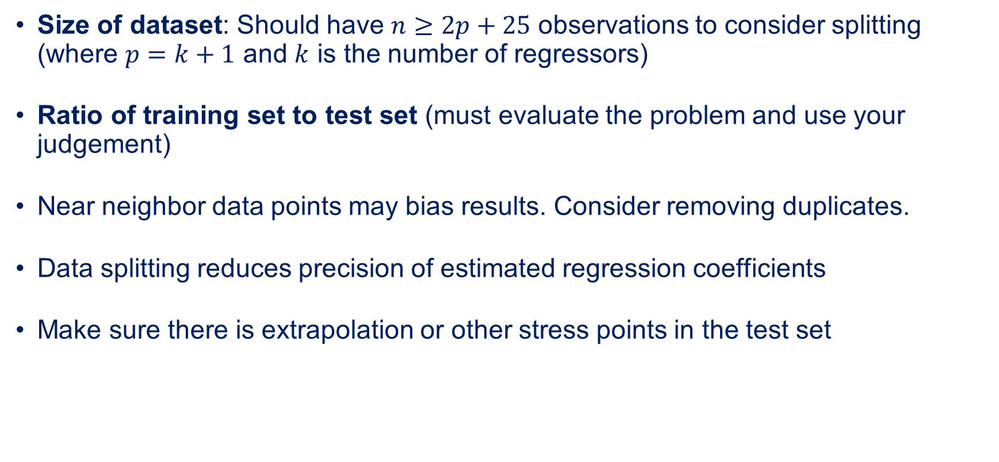 • Size of dataset: Should have n ≥ 2p + 25 observations to consider splitting
(where p = k + 1 and k is the number of regressors)
• Ratio of training set to test set (must evaluate the problem and use your
judgement)
• Near neighbor data points may bias results. Consider removing duplicates.
• Data splitting reduces precision of estimated regression coefficients
• Make sure there is extrapolation or other stress points in the test set